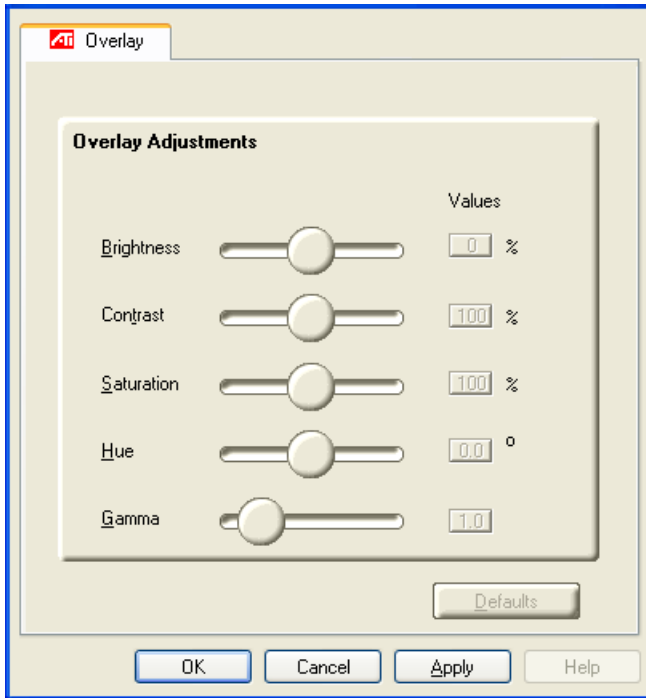 ATI Overlay
Overlay Adjustments
Values
Brightness 0 %
Contrast 100 %
Saturation 100 %
Hue 0.0 °
Gamma 1.0
Defaults
OK Cancel Apply Help